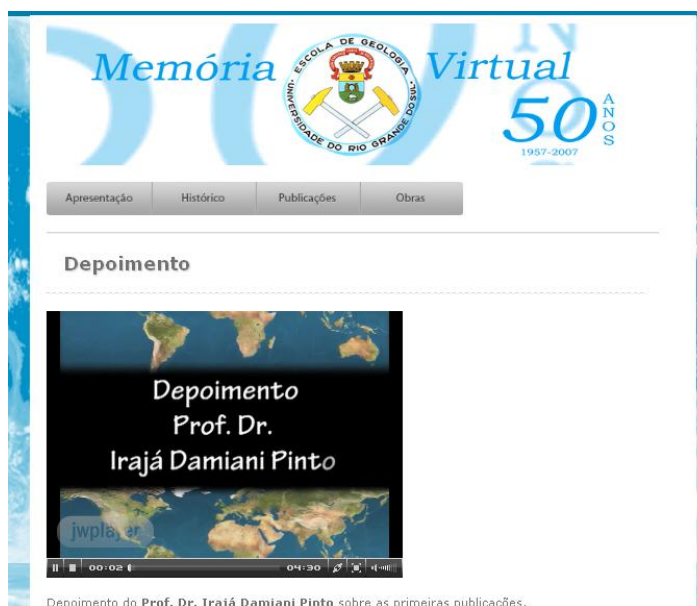 Memória Virtual
ESCOLA DE GEOLOGIA
UNIVERSIDADE DO RIO GRANDE DO SUL
50 ANOS
1957-2007
Apresentação Histórico Publicações Obras
Depoimento
Depoimento
Prof. Dr.
Irajá Damiani Pinto
jwplayer
00:02 04:30
Depoimento do Prof. Dr. Irajá Damiani Pinto sobre as primeiras publicações.